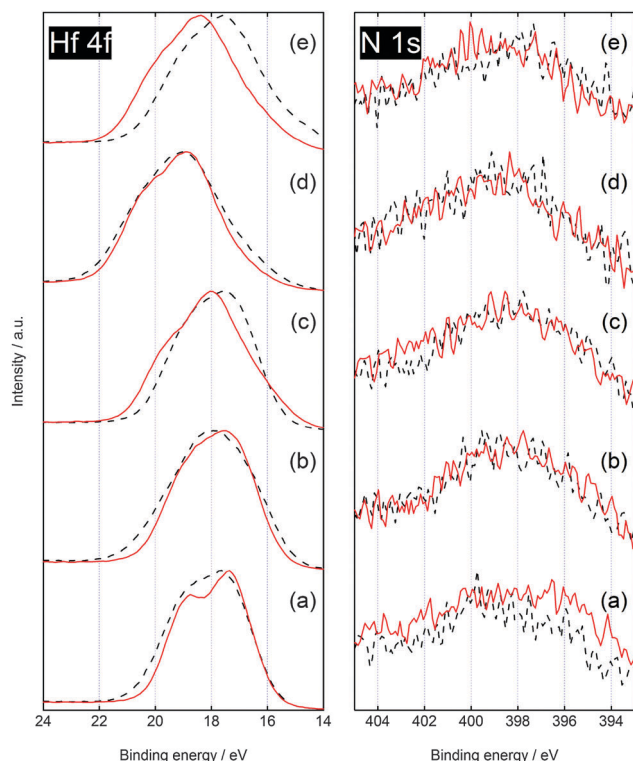 Hf 4f
N 1s
(e)
(e)
(d)
(d)
(c)
(c)
(b)
(b)
(a)
(a)
Intensity / a.u.
24 22 20 18 16 14
404 402 400 398 396 394
Binding energy / eV
Binding energy / eV